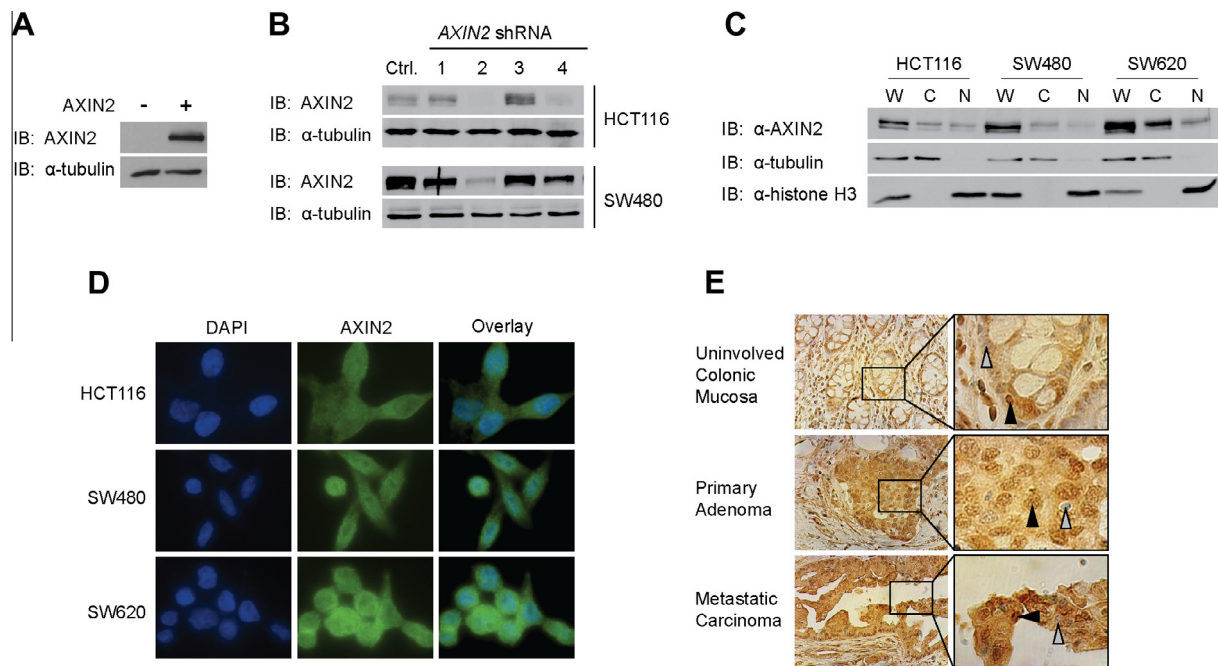 A
AXIN2 - +
IB: AXIN2
IB: α-tubulin
B
AXIN2 shRNA
Ctrl. 1 2 3 4
IB: AXIN2
IB: α-tubulin
HCT116
IB: AXIN2
IB: α-tubulin
SW480
C
HCT116 SW480 SW620
W C N W C N W C N
IB: α-AXIN2
IB: α-tubulin
IB: α-histone H3
D
DAPI AXIN2 Overlay
HCT116
SW480
SW620
E
Uninvolved
Colonic
Mucosa
Primary
Adenoma
Metastatic
Carcinoma